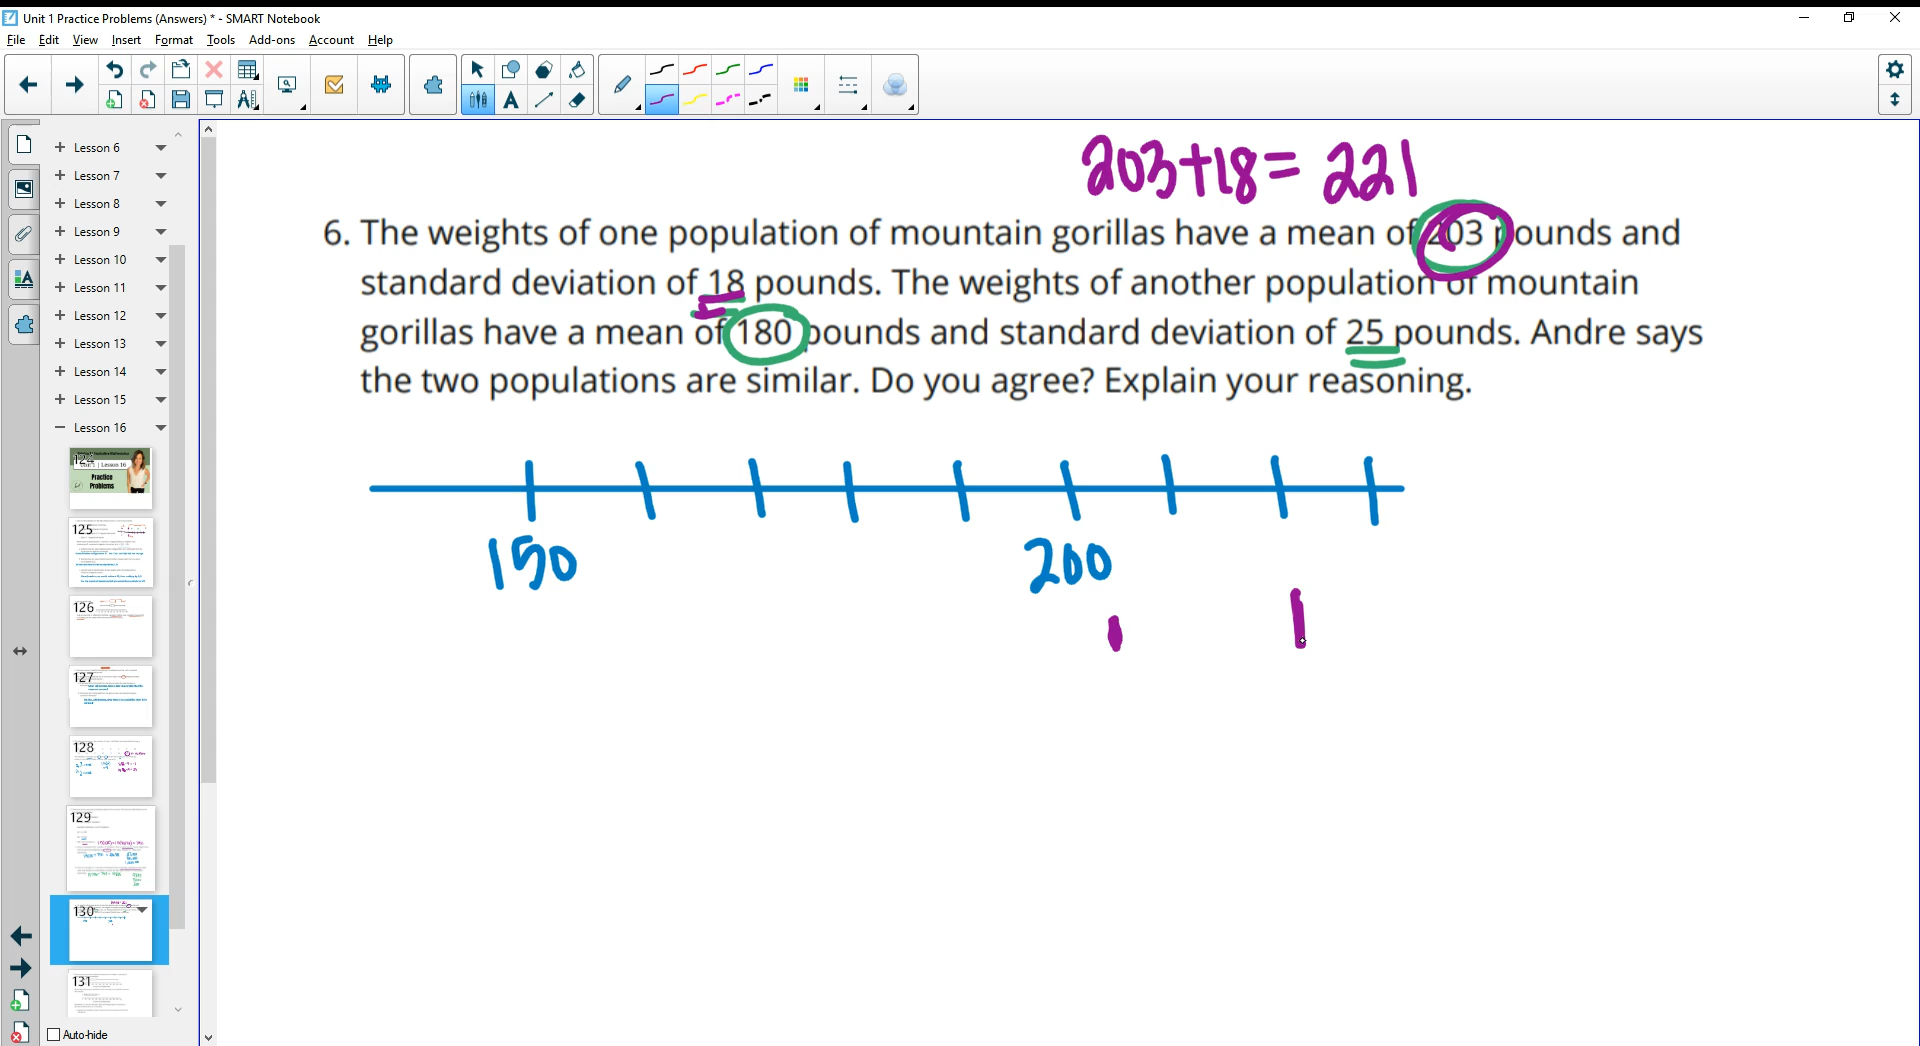 Unit 1 Practice Problems (Answers) * - SMART Notebook
File Edit View Insert Format Tools Add-ons Account Help
Lesson 6
Lesson 7
Lesson 8
Lesson 9
Lesson 10
Lesson 11
Lesson 12
Lesson 13
Lesson 14
Lesson 15
Lesson 16
124
Lesson 16
Practice
Problems
125
126
127
128
129
130
131
Auto-hide
203+18= 221
6. The weights of one population of mountain gorillas have a mean of 203 pounds and
standard deviation of 18 pounds. The weights of another population of mountain
gorillas have a mean of 180 pounds and standard deviation of 25 pounds. Andre says
the two populations are similar. Do you agree? Explain your reasoning.
150 200